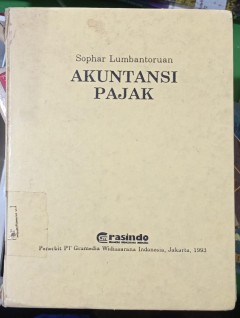 Sophar Lumbantoruan
AKUNTANSI
PAJAK
Grasindo
Penerbit PT Gramedia Widiasarana Indonesia, Jakarta, 1993